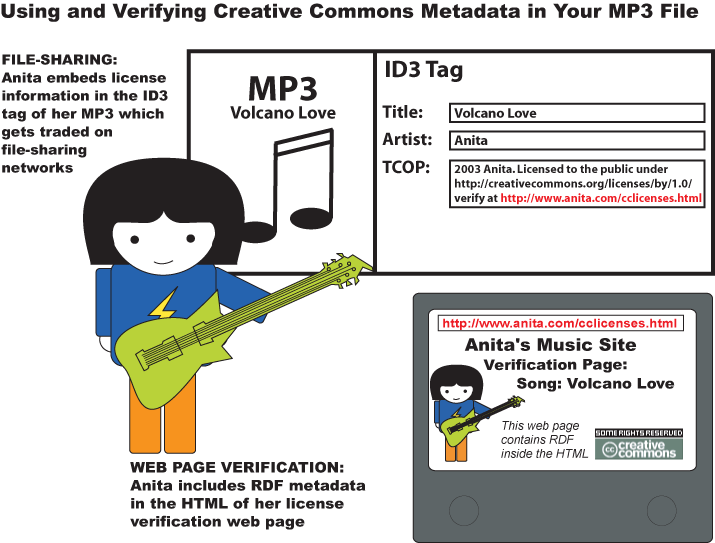 Using and Verifying Creative Commons Metadata in Your MP3 File
FILE-SHARING:
Anita embeds license
information in the ID3
tag of her MP3 which
gets traded on
file-sharing
networks
MP3
Volcano Love
ID3 Tag
Title: Volcano Love
Artist: Anita
TCOP: 2003 Anita. Licensed to the public under
http://creativecommons.org/licenses/by/1.0/
verify at http://www.anita.com/cclicenses.html
http://www.anita.com/cclicenses.html
Anita's Music Site
Verification Page:
Song: Volcano Love
This web page
contains RDF
inside the HTML
SOME RIGHTS RESERVED
cc creative
commons
WEB PAGE VERIFICATION:
Anita includes RDF metadata
in the HTML of her license
verification web page